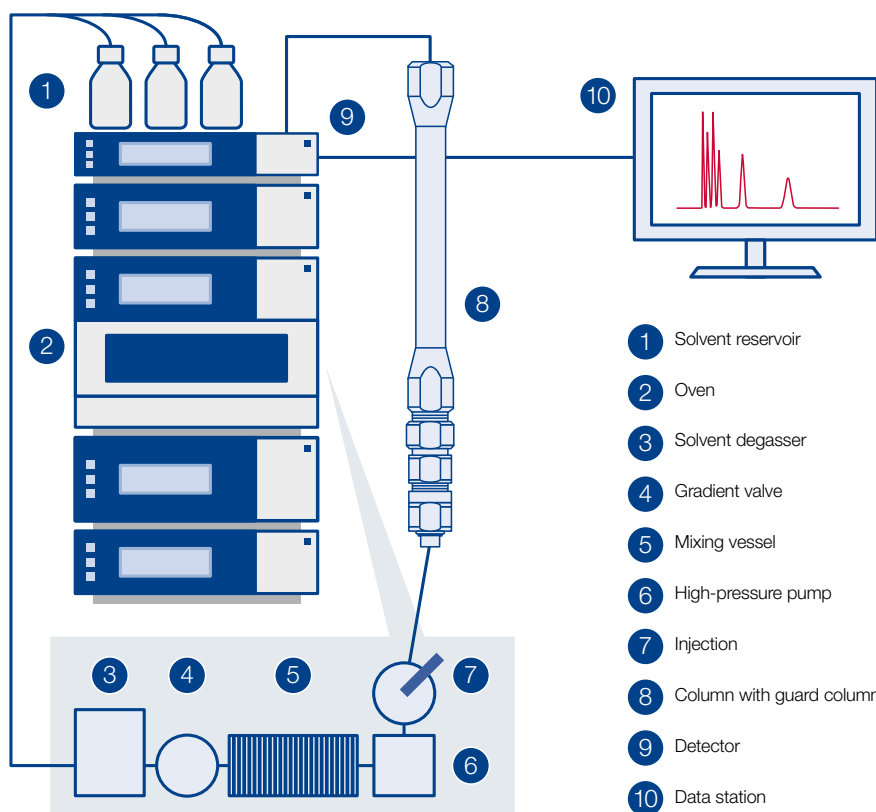 1
9
10
8
2
3
4
5
7
6
1 Solvent reservoir
2 Oven
3 Solvent degasser
4 Gradient valve
5 Mixing vessel
6 High-pressure pump
7 Injection
8 Column with guard column
9 Detector
10 Data station